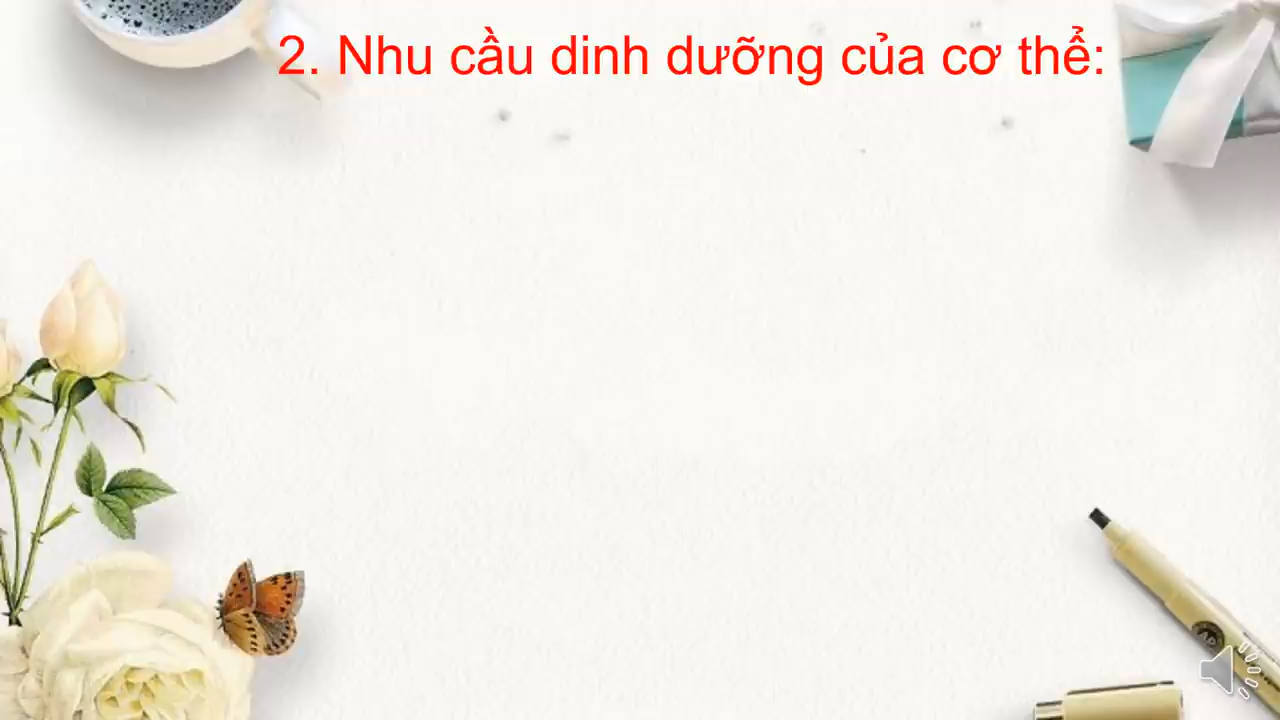 2. Nhu cầu dinh dưỡng của cơ thể: